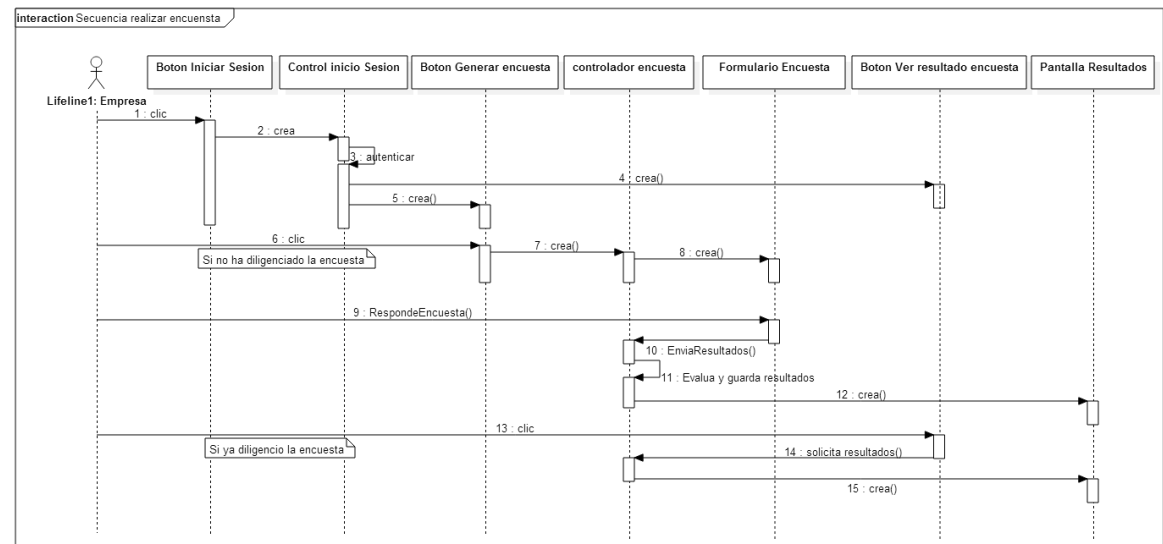 interaction Secuencia realizar encuensta
Lifeline1: Empresa
Boton Iniciar Sesion
Control inicio Sesion
Boton Generar encuesta
controlador encuesta
Formulario Encuesta
Boton Ver resultado encuesta
Pantalla Resultados
1 : clic
2 : crea
3 : autenticar
4 : crea()
5 : crea()
6 : clic
Si no ha diligenciado la encuesta
7 : crea()
8 : crea()
9 : RespondeEncuesta()
10 : EnviaResultados()
11 : Evalua y guarda resultados
12 : crea()
13 : clic
Si ya diligencio la encuesta
14 : solicita resultados()
15 : crea()